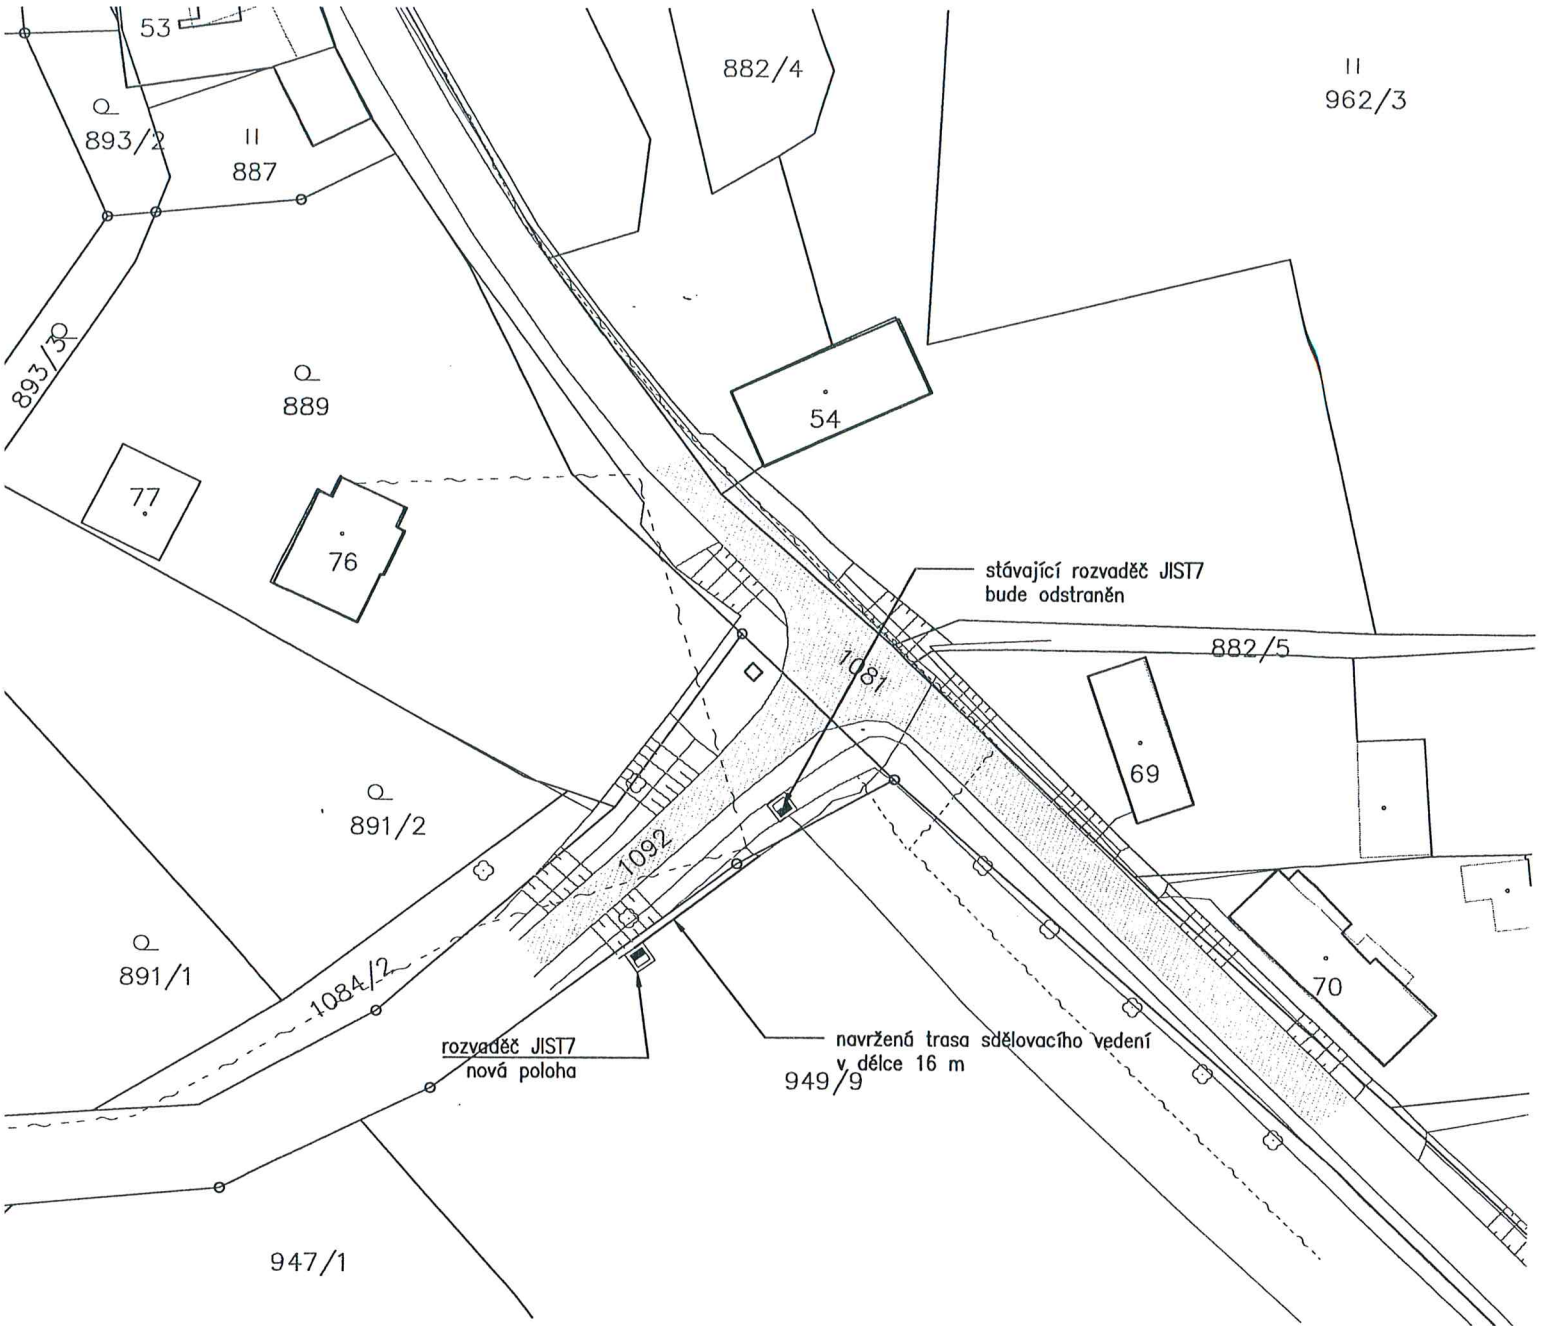 53
882/4
II
962/3
893/2
II
887
893/3
889
54
77
76
stávající rozvaděč JIST7
bude odstraněn
1081
882/5
69
891/2
1092
891/1
1084/2
70
rozvaděč JIST7
nová poloha
navržená trasa sdělovacího vedení
v délce 16 m
949/9
947/1